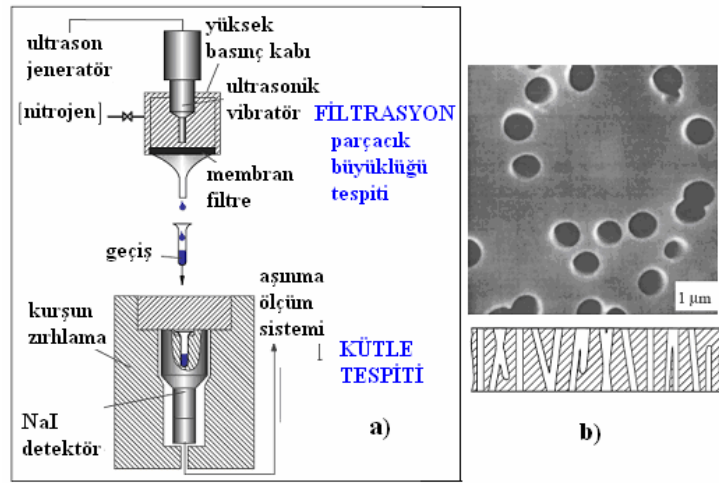 ultrason
jeneratör
yüksek
basınç kabı
ultrasonik
vibratör
[nitrojen]
FİLTRASYON
parçacık
büyüklüğü
tespiti
membran
filtre
geçiş
aşınma
ölçüm
sistemi
kurşun
zırhlama
KÜTLE
TESPİTİ
NaI
detektör
a)
1 μm
b)